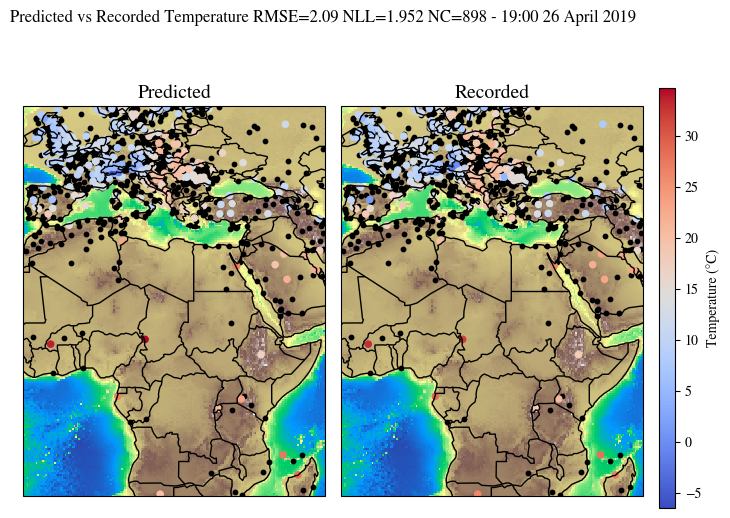 Predicted vs Recorded Temperature RMSE=2.09 NLL=1.952 NC=898 - 19:00 26 April 2019
Predicted
Recorded
30
25
20
15
10
5
0
−5
Temperature (°C)